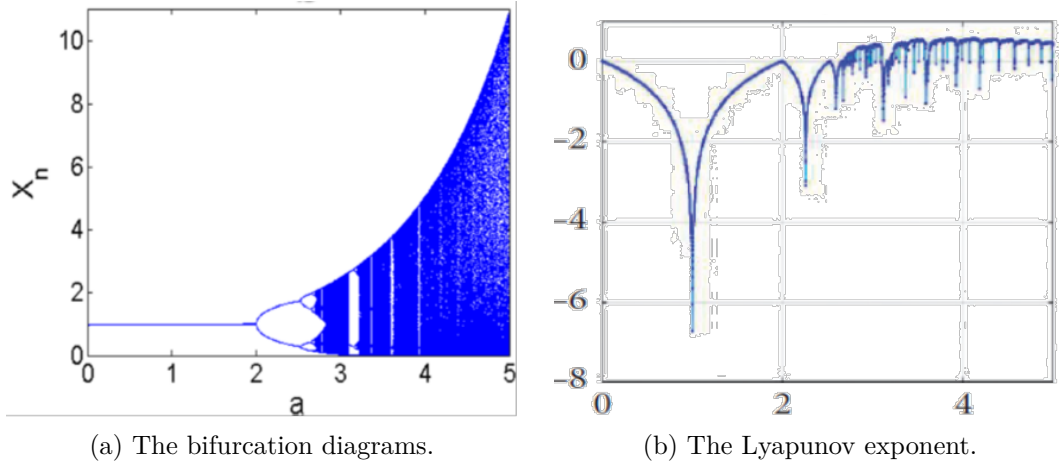 10
8
6
4
2
0
X_n
0 1 2 3 4 5
a
0
-2
-4
-6
-8
0 2 4
(a) The bifurcation diagrams.
(b) The Lyapunov exponent.